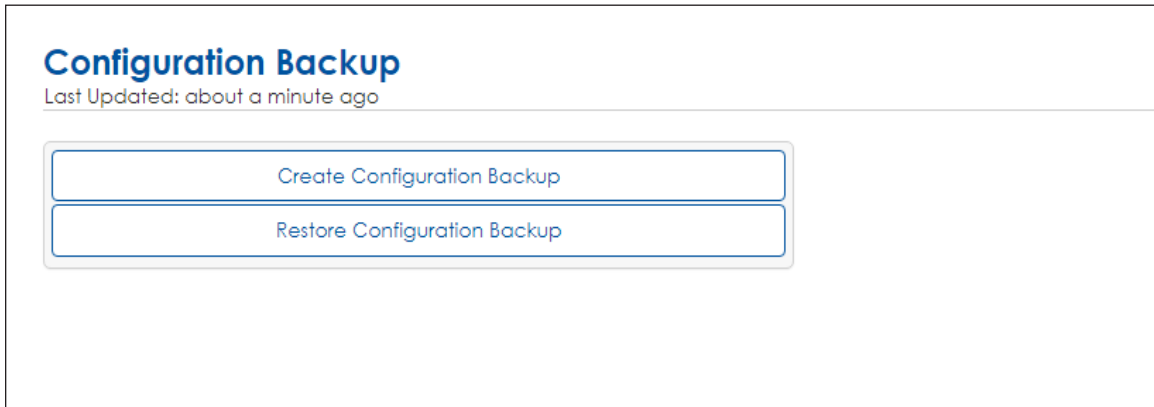 Configuration Backup
Last Updated: about a minute ago
Create Configuration Backup
Restore Configuration Backup